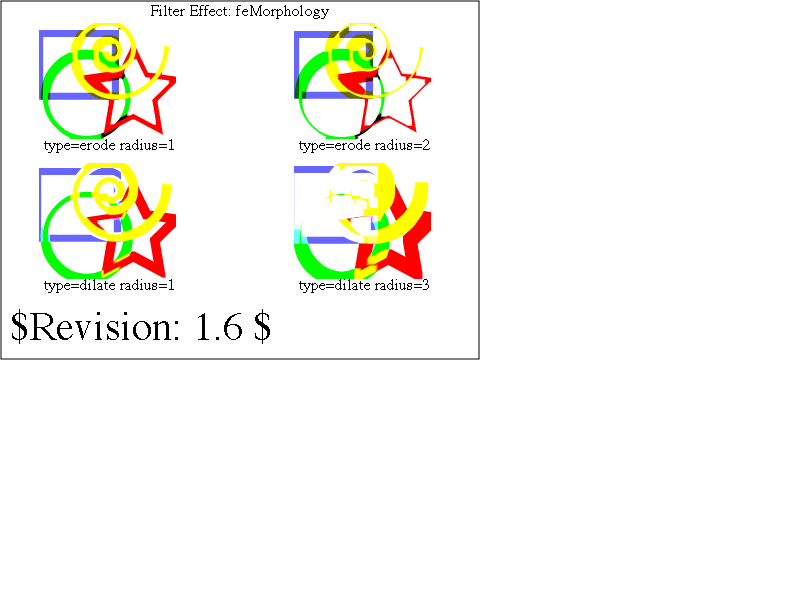 Filter Effect: feMorphology
type=erode radius=1
type=erode radius=2
type=dilate radius=1
type=dilate radius=3
$Revision: 1.6 $